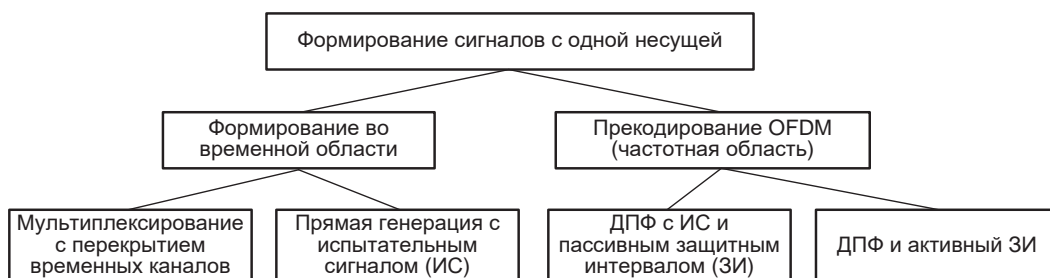 Формирование сигналов с одной несущей
Формирование во
временной области
Прекодирование OFDM
(частотная область)
Мультиплексирование
с перекрытием
временных каналов
Прямая генерация с
испытательным
сигналом (ИС)
ДПФ с ИС и
пассивным защитным
интервалом (ЗИ)
ДПФ и активный ЗИ